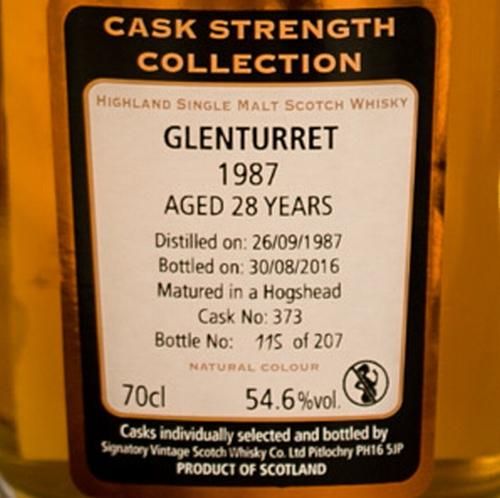 CASK STRENGTH
COLLECTION
HIGHLAND SINGLE MALT SCOTCH WHISKY
GLENTURRET
1987
AGED 28 YEARS
Distilled on: 26/09/1987
Bottled on: 30/08/2016
Matured in a Hogshead
Cask No: 373
Bottle No: 115 of 207
NATURAL COLOUR
70cl 54.6%vol.
Casks individually selected and bottled by
Signatory Vintage Scotch Whisky Co. Ltd Pitlochry PH16 5JP
PRODUCT OF SCOTLAND